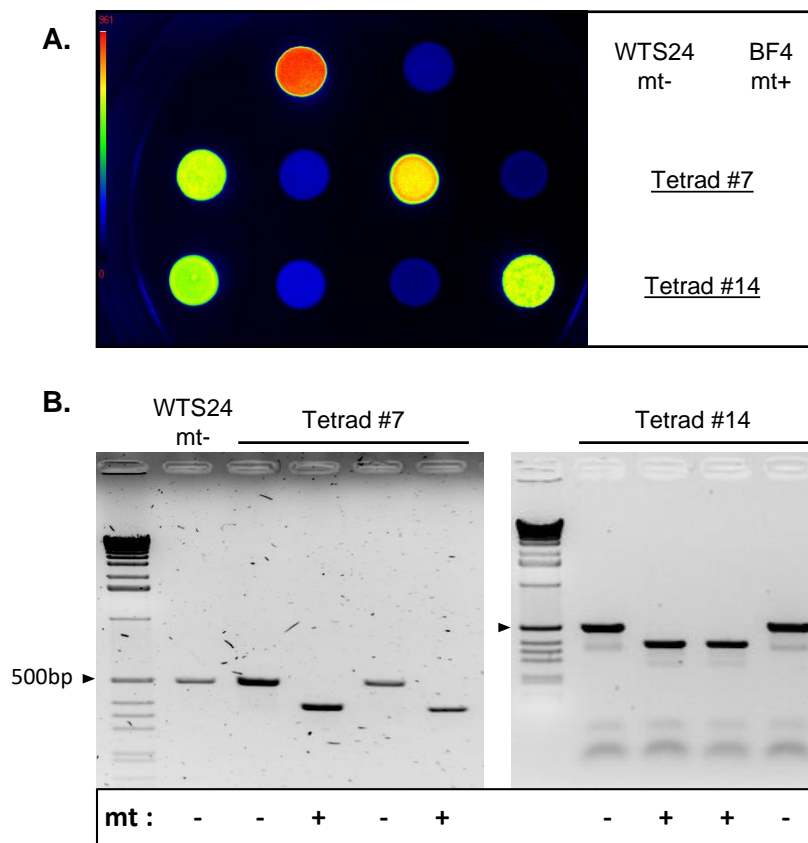 A.
961
0
WTS24 BF4
mt- mt+
Tetrad #7
Tetrad #14
B.
WTS24
mt-
Tetrad #7
Tetrad #14
500bp
mt : - - + - + - + + -